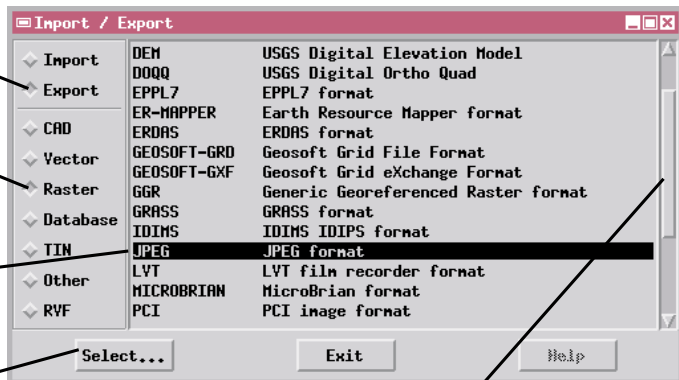 Import / Export
Import
Export
CAD
Vector
Raster
Database
TIN
Other
RVF
DEM USGS Digital Elevation Model
DOQQ USGS Digital Ortho Quad
EPPL7 EPPL7 format
ER-MAPPER Earth Resource Mapper format
ERDAS ERDAS format
GEOSOFT-GRD Geosoft Grid File Format
GEOSOFT-GXF Geosoft Grid eXchange Format
GGR Generic Georeferenced Raster format
GRASS GRASS format
IDIMS IDIMS IDIPS format
JPEG JPEG format
LVT LVT film recorder format
MICROBRIAN MicroBrian format
PCI PCI image format
Select... Exit Help